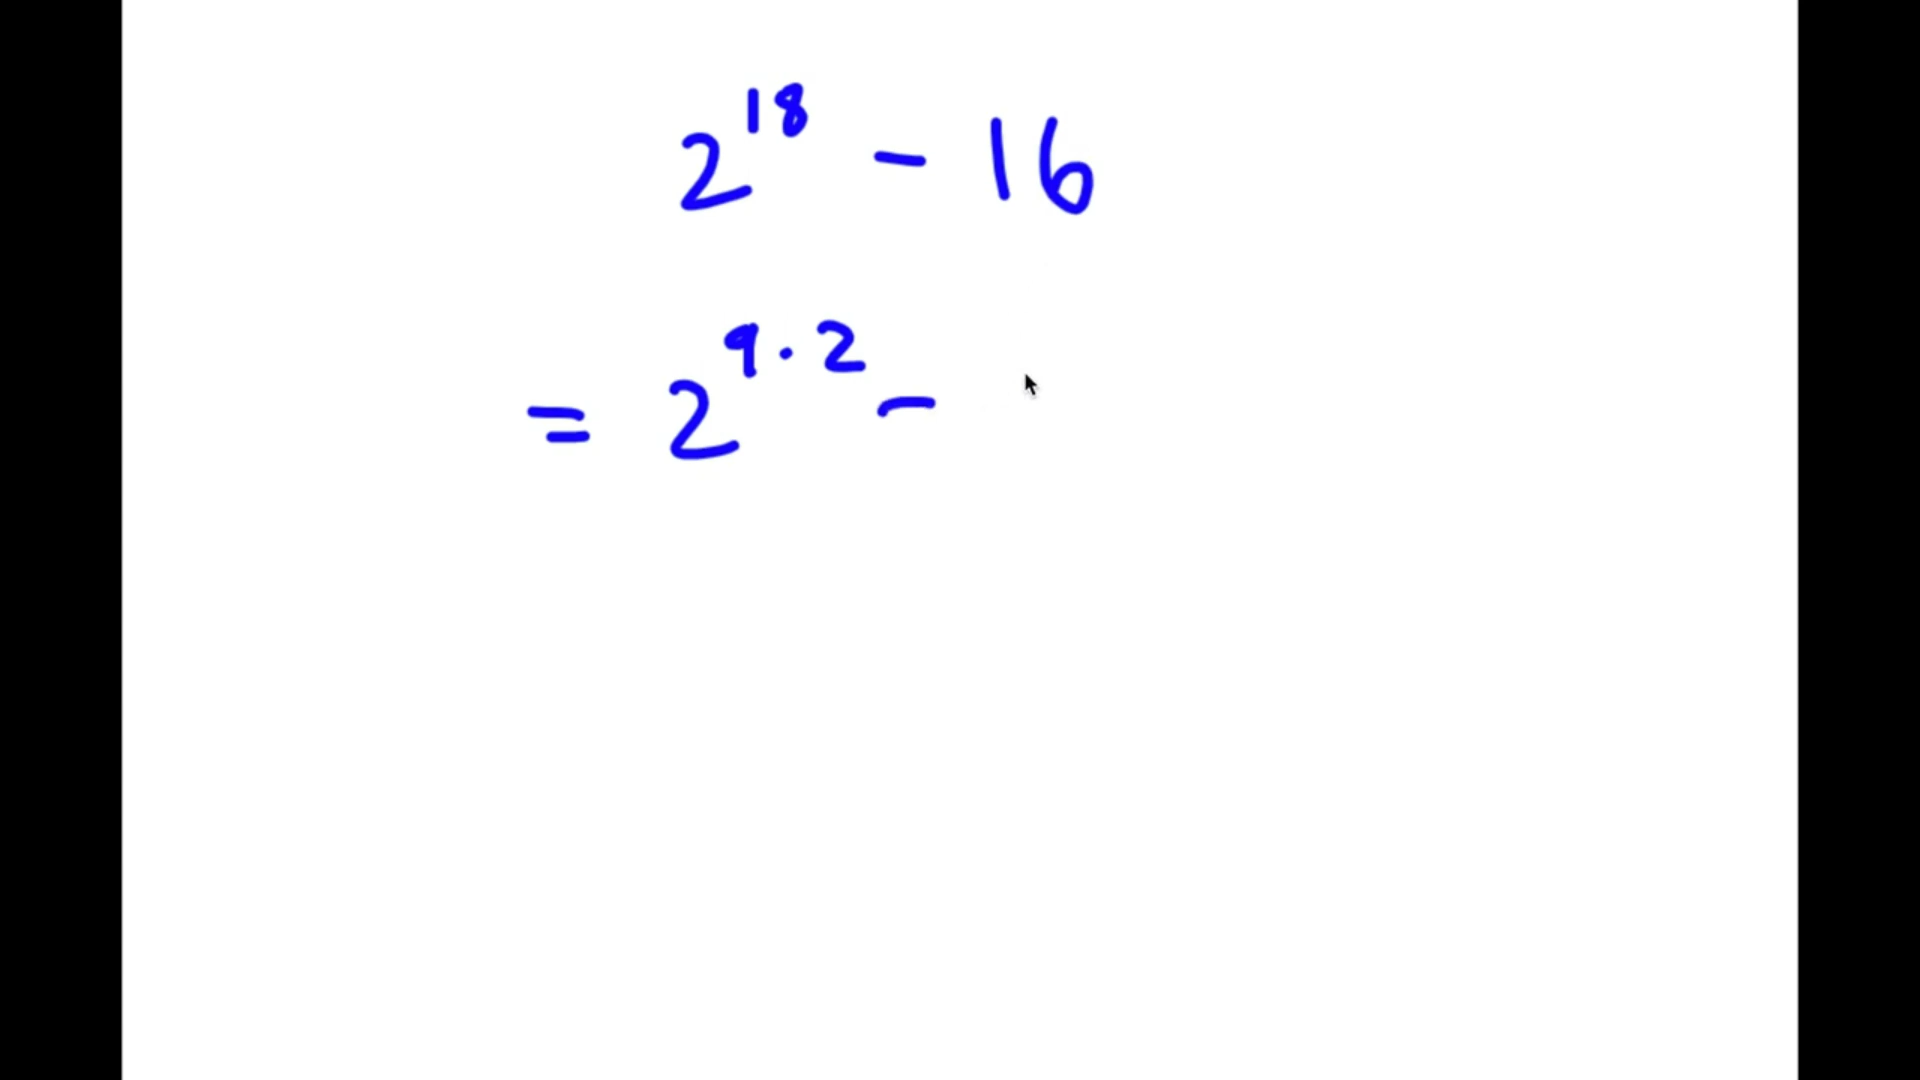 2^18 - 16
= 2^9·2 -